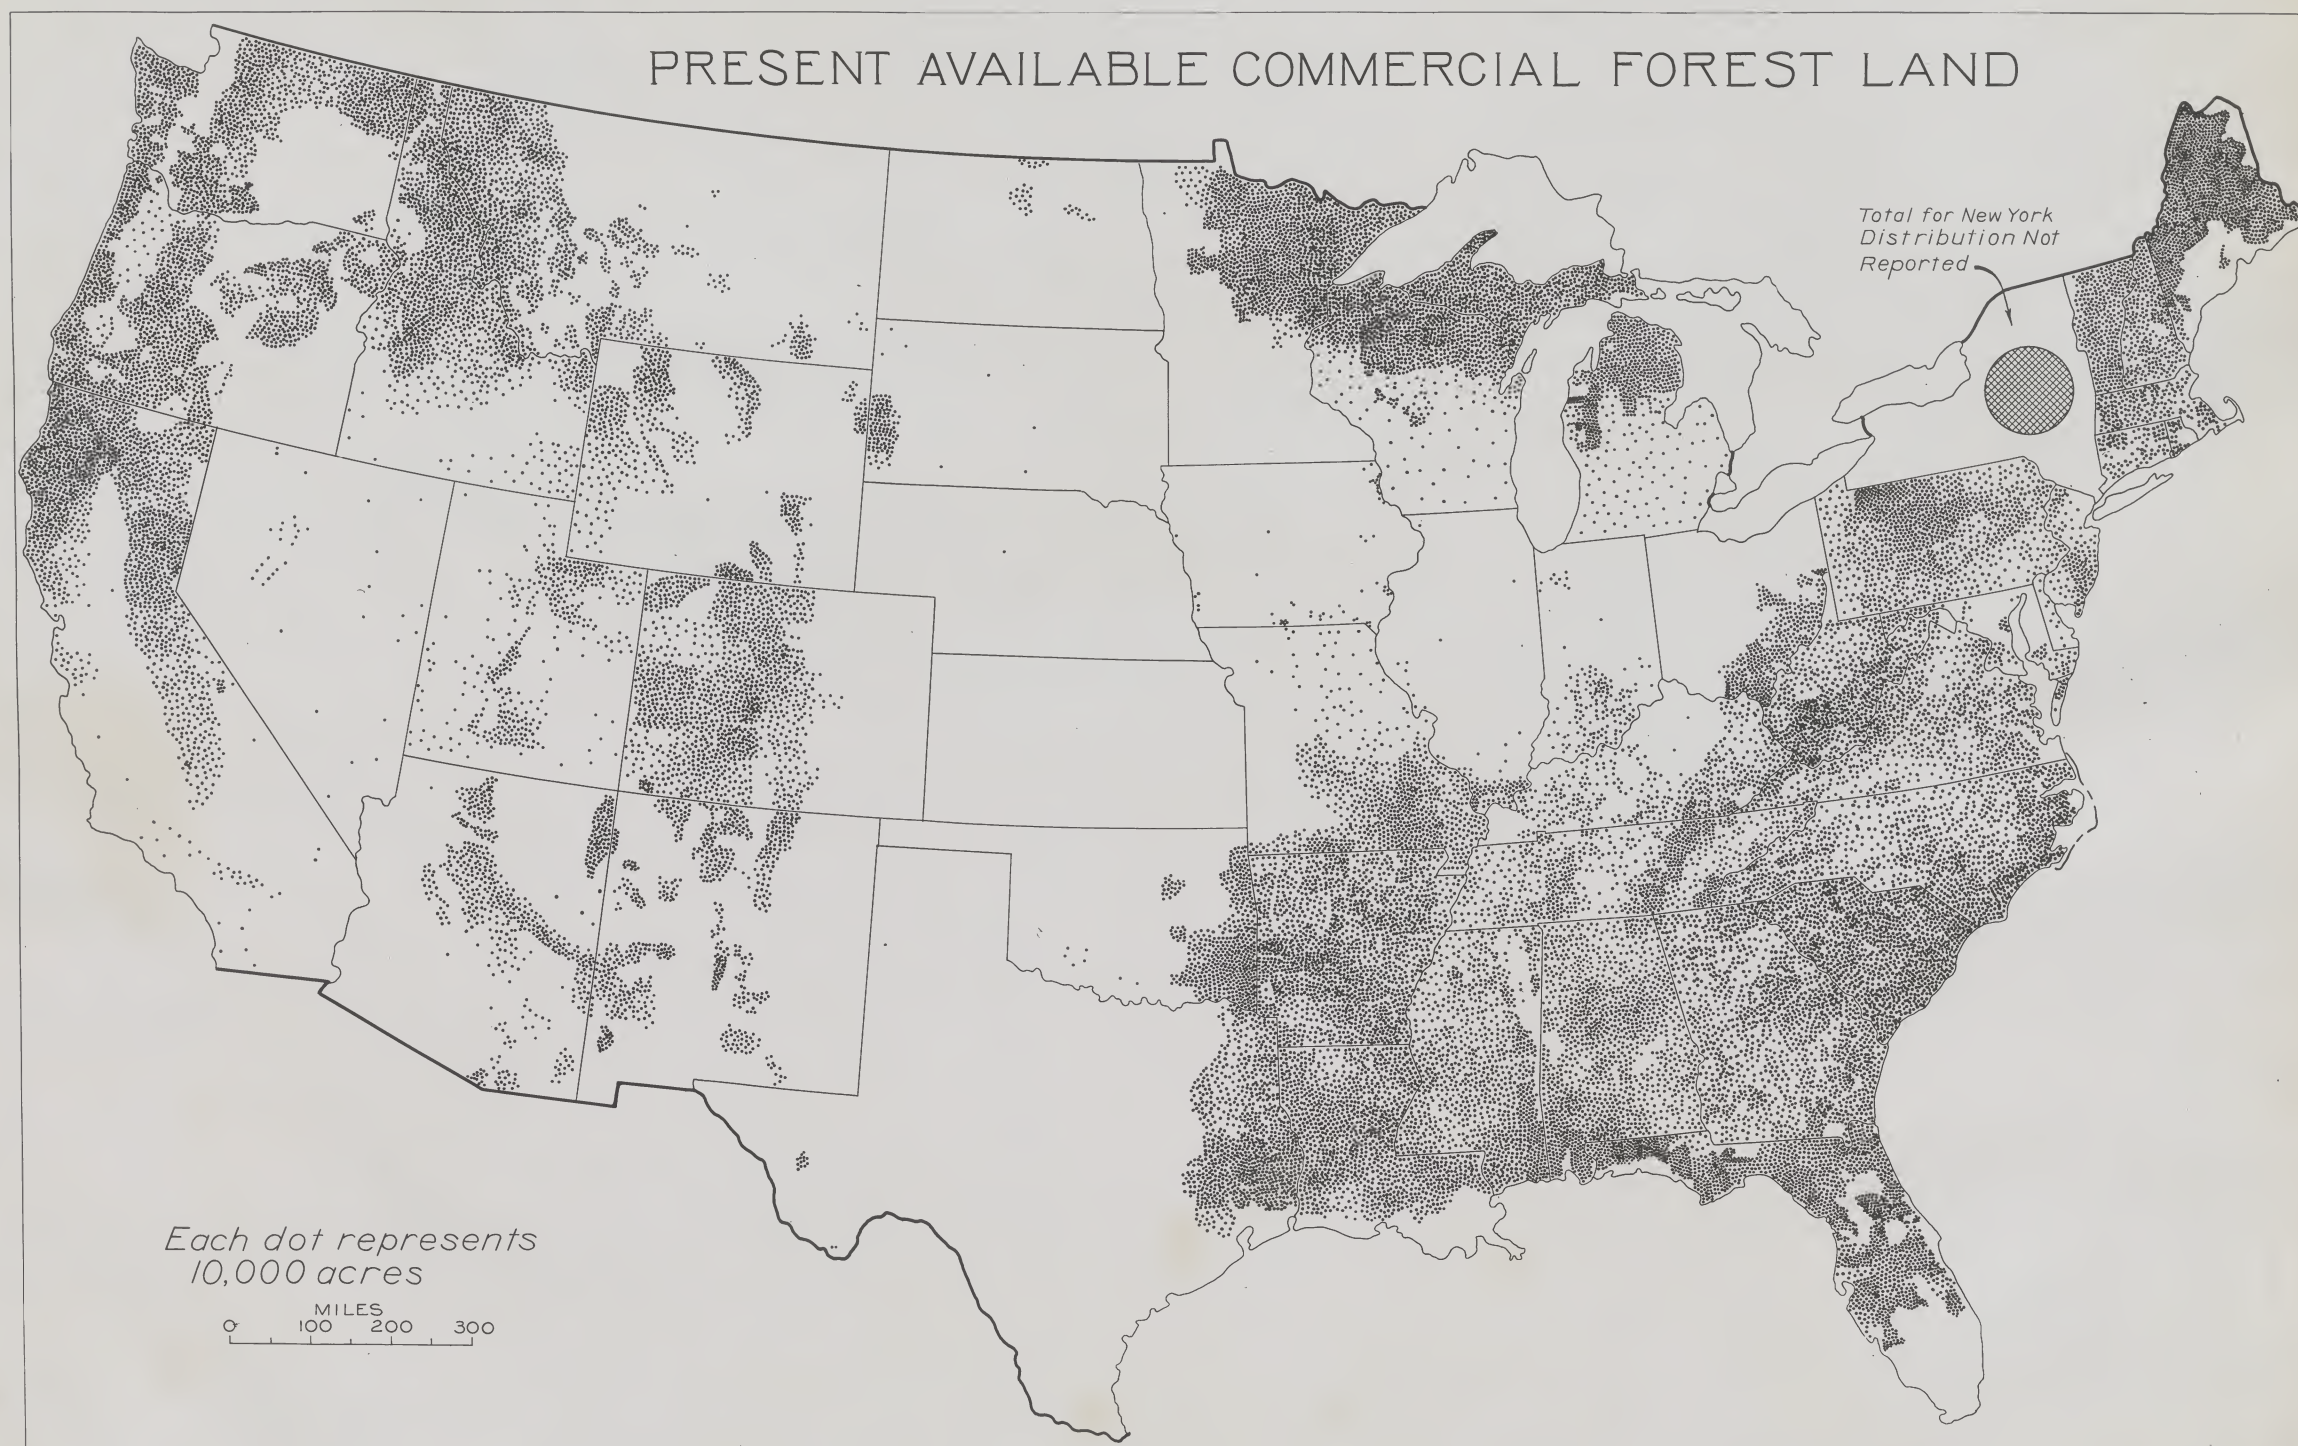 PRESENT AVAILABLE COMMERCIAL FOREST LAND
Total for New York
Distribution Not
Reported
Each dot represents
10,000 acres
MILES
0 100 200 300